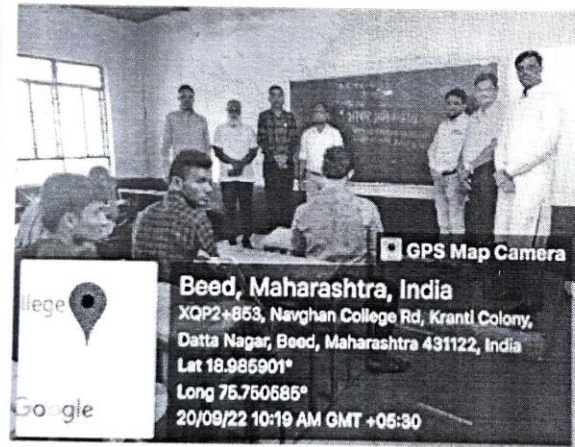 GPS Map Camera
llege
Google
Beed, Maharashtra, India
XQP2+853, Navghan College Rd, Kranti Colony,
Datta Nagar, Beed, Maharashtra 431122, India
Lat 18.985901°
Long 75.750585°
20/09/22 10:19 AM GMT +05:30